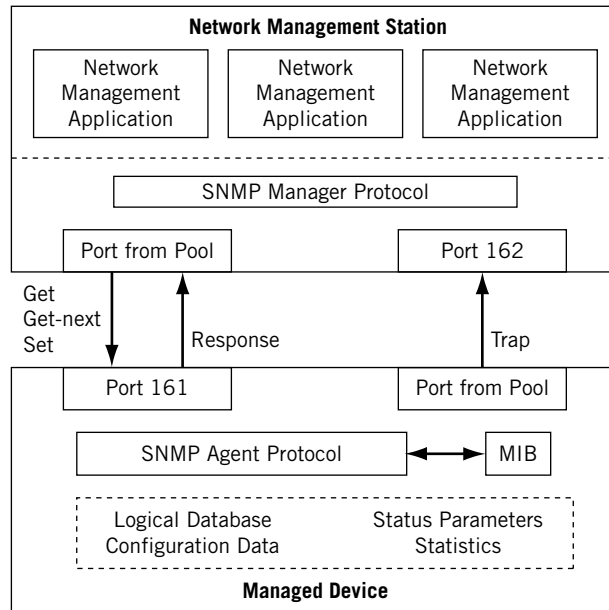 Network Management Station
Network
Management
Application
Network
Management
Application
Network
Management
Application
SNMP Manager Protocol
Port from Pool
Port 162
Get
Get-next
Set
Response
Trap
Port 161
Port from Pool
SNMP Agent Protocol
MIB
Logical Database
Configuration Data
Status Parameters
Statistics
Managed Device